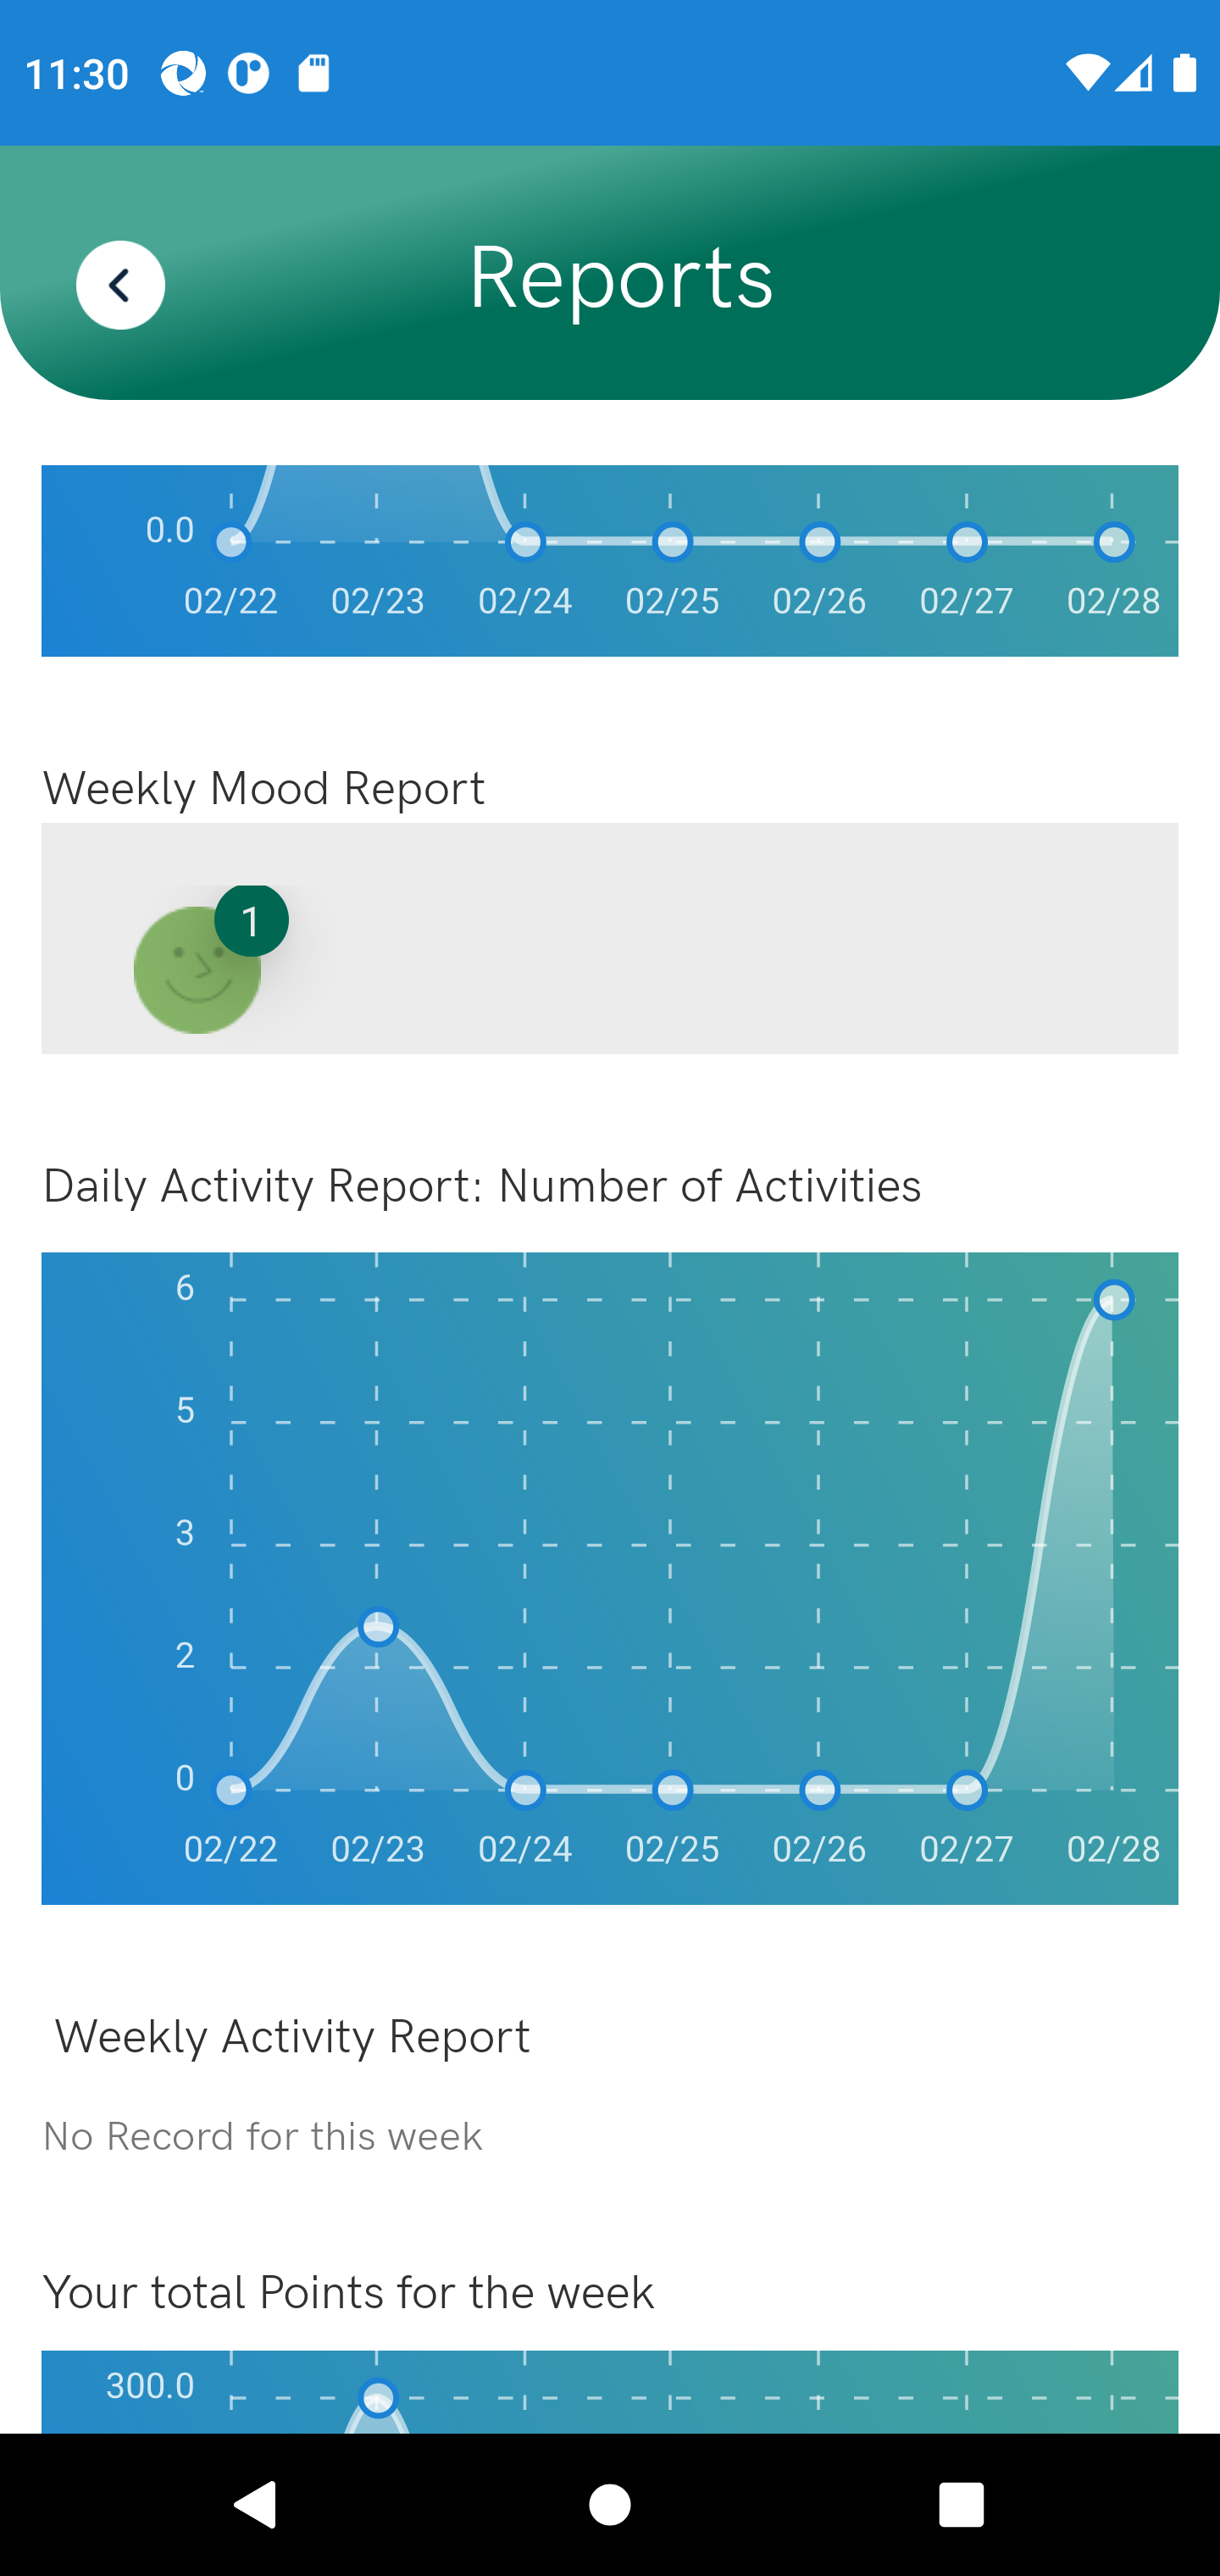 11:30
Reports
0.0
02/22 02/23 02/24 02/25 02/26 02/27 02/28
Weekly Mood Report
1
Daily Activity Report: Number of Activities
6
5
3
2
0
02/22 02/23 02/24 02/25 02/26 02/27 02/28
Weekly Activity Report
No Record for this week
Your total Points for the week
300.0